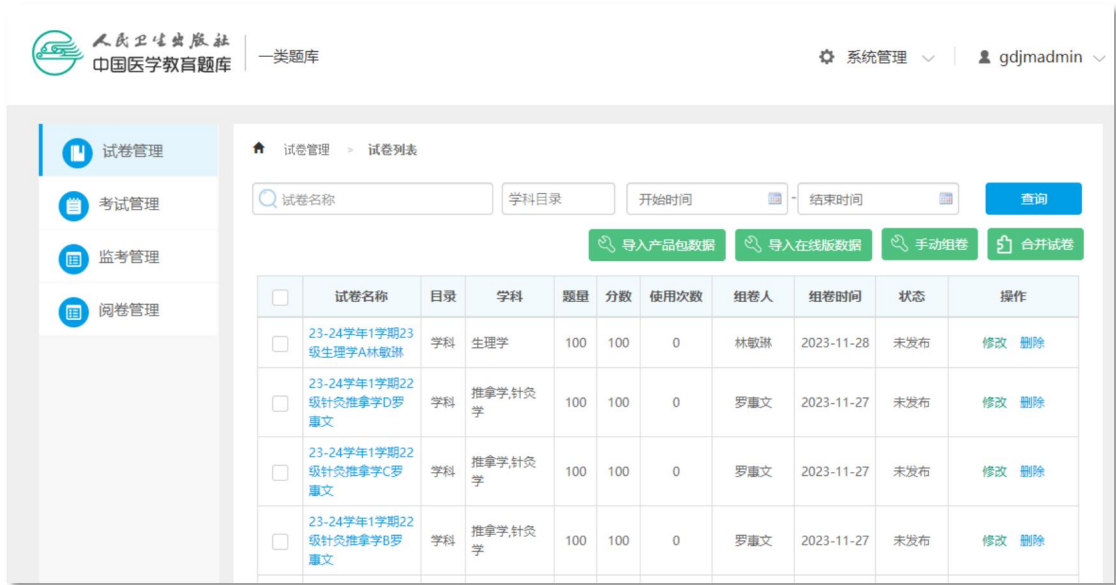 人民卫生出版社
中国医学教育题库
一类题库
系统管理
gdjmadmin
试卷管理
考试管理
监考管理
阅卷管理
试卷管理 > 试卷列表
试卷名称
学科目录
开始时间 - 结束时间
查询
导入产品包数据 导入在线版数据 手动组卷 合并试卷
试卷名称 目录 学科 题量 分数 使用次数 组卷人 组卷时间 状态 操作
23-24学年1学期23
级生理学A林敏琳
学科 生理学 100 100 0 林敏琳 2023-11-28 未发布 修改 删除
23-24学年1学期22
级针灸推拿学D罗
惠文
学科
推拿学,针灸
学
100 100 0 罗惠文 2023-11-27 未发布 修改 删除
23-24学年1学期22
级针灸推拿学C罗
惠文
学科
推拿学,针灸
学
100 100 0 罗惠文 2023-11-27 未发布 修改 删除
23-24学年1学期22
级针灸推拿学B罗
惠文
学科
推拿学,针灸
学
100 100 0 罗惠文 2023-11-27 未发布 修改 删除